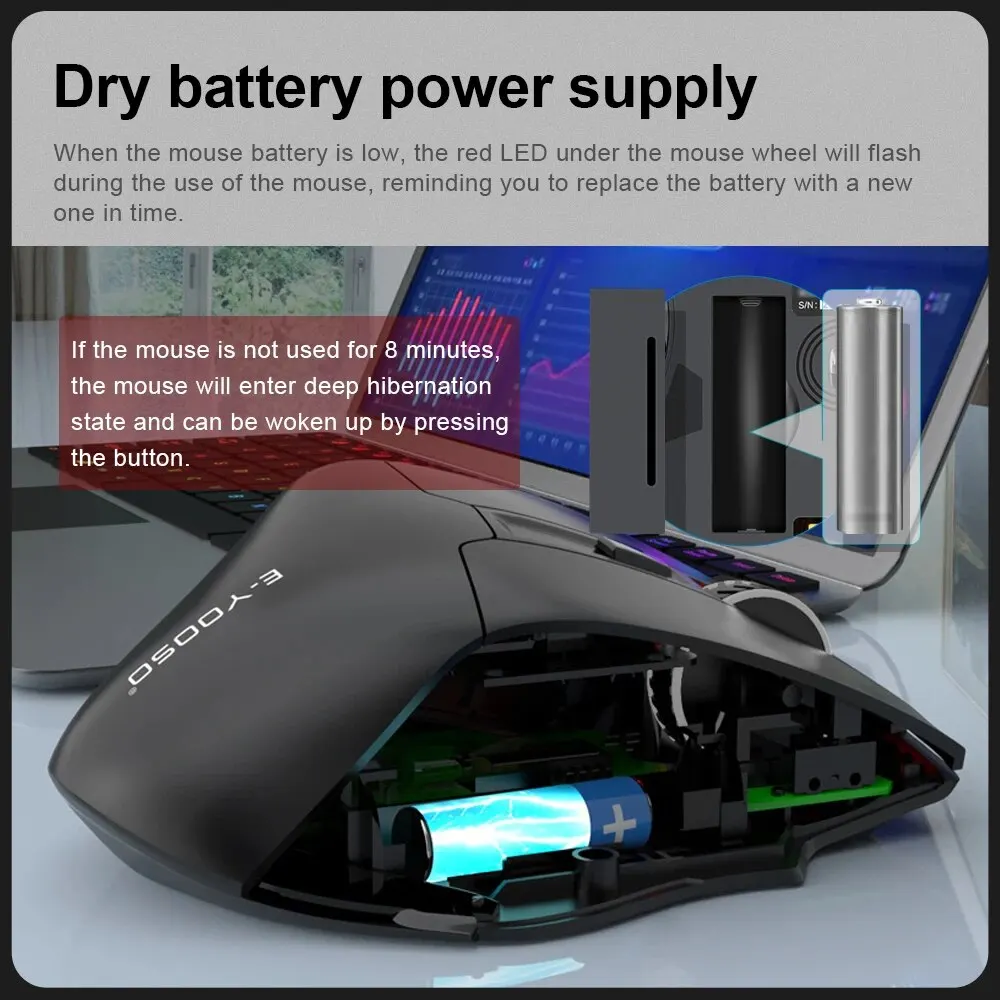 Dry battery power supply
When the mouse battery is low, the red LED under the mouse wheel will flash
during the use of the mouse, reminding you to replace the battery with a new
one in time.
If the mouse is not used for 8 minutes,
the mouse will enter deep hibernation
state and can be woken up by pressing
the button.
S/N:
E-YOOSO®
+